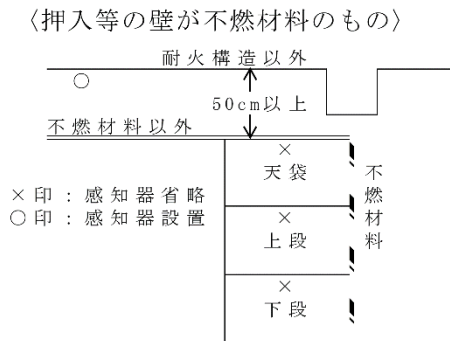 〈押入等の壁が不燃材料のもの〉
耐火構造以外
○
50cm以上
不燃材料以外
×
天袋
不燃材料
×印：感知器省略
○印：感知器設置
×
上段
×
下段